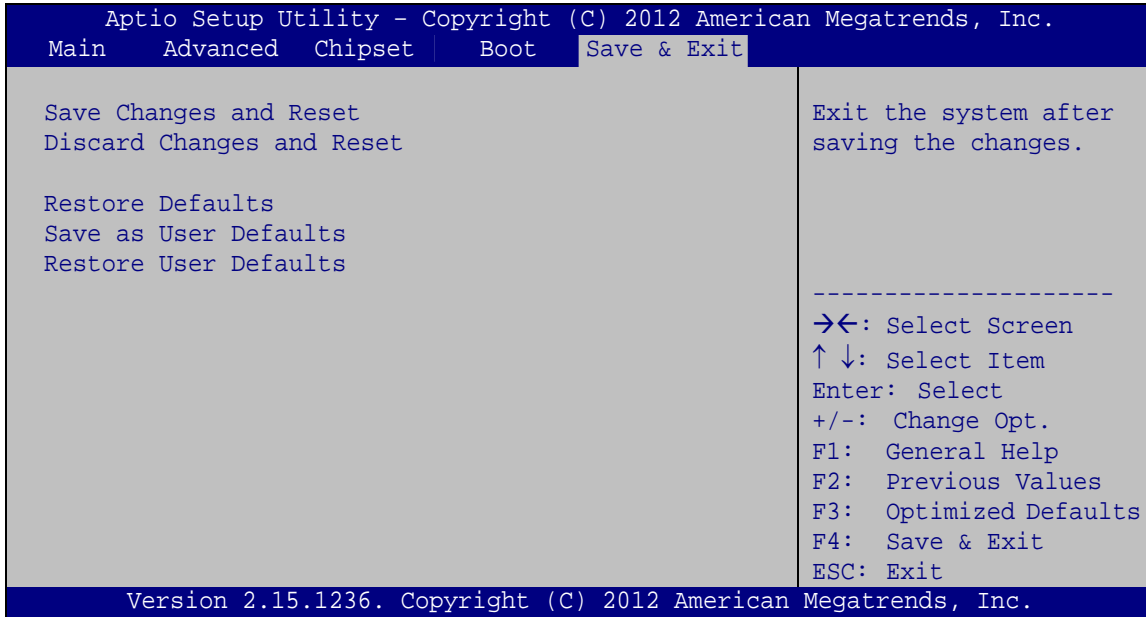 Aptio Setup Utility – Copyright (C) 2012 American Megatrends, Inc.
Main Advanced Chipset Boot Save & Exit
Save Changes and Reset
Discard Changes and Reset
Restore Defaults
Save as User Defaults
Restore User Defaults
Exit the system after
saving the changes.
---------------------
→←: Select Screen
↑ ↓: Select Item
Enter: Select
+/-: Change Opt.
F1: General Help
F2: Previous Values
F3: Optimized Defaults
F4: Save & Exit
ESC: Exit
Version 2.15.1236. Copyright (C) 2012 American Megatrends, Inc.